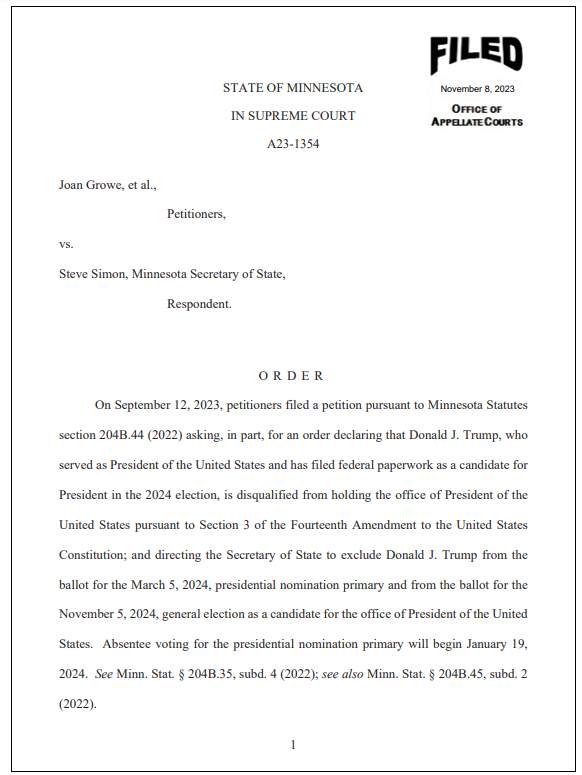 FILED
November 8, 2023
OFFICE OF
APPELLATE COURTS
STATE OF MINNESOTA
IN SUPREME COURT
A23-1354
Joan Growe, et al.,
Petitioners,
vs.
Steve Simon, Minnesota Secretary of State,
Respondent.
O R D E R
On September 12, 2023, petitioners filed a petition pursuant to Minnesota Statutes
section 204B.44 (2022) asking, in part, for an order declaring that Donald J. Trump, who
served as President of the United States and has filed federal paperwork as a candidate for
President in the 2024 election, is disqualified from holding the office of President of the
United States pursuant to Section 3 of the Fourteenth Amendment to the United States
Constitution; and directing the Secretary of State to exclude Donald J. Trump from the
ballot for the March 5, 2024, presidential nomination primary and from the ballot for the
November 5, 2024, general election as a candidate for the office of President of the United
States.  Absentee voting for the presidential nomination primary will begin January 19,
2024.  See Minn. Stat. § 204B.35, subd. 4 (2022); see also Minn. Stat. § 204B.45, subd. 2
(2022).
1